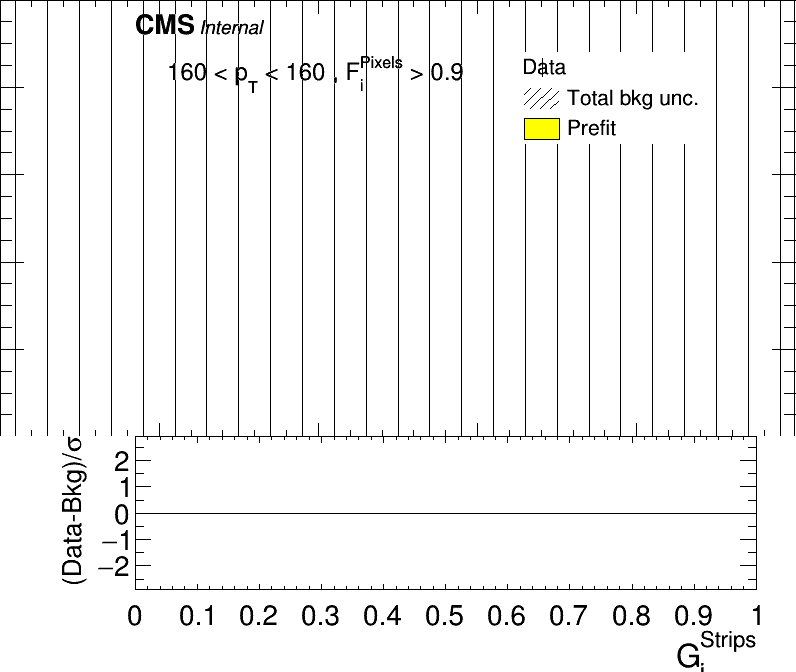 CMS Internal
160 < p_T < 160 , F_i^Pixels > 0.9
Data
Total bkg unc.
Prefit
(Data-Bkg)/σ
2
1
0
−1
−2
0 0.1 0.2 0.3 0.4 0.5 0.6 0.7 0.8 0.9 1
G_i^Strips